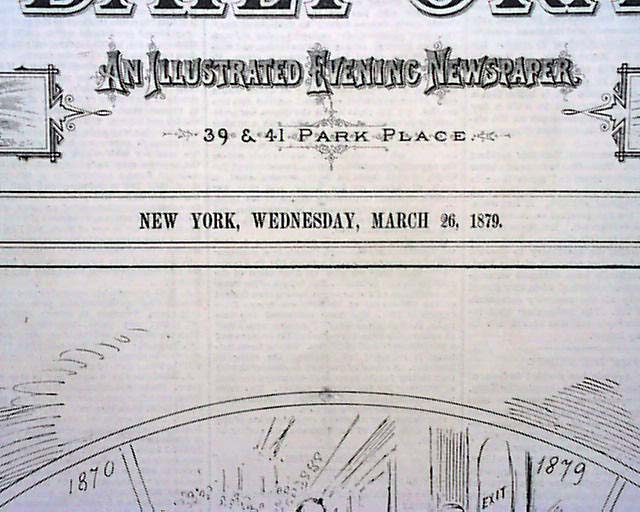 AN ILLUSTRATED EVENING NEWSPAPER.
39 & 41 PARK PLACE.
NEW YORK, WEDNESDAY, MARCH 26, 1879.
1870
1879
EXIT